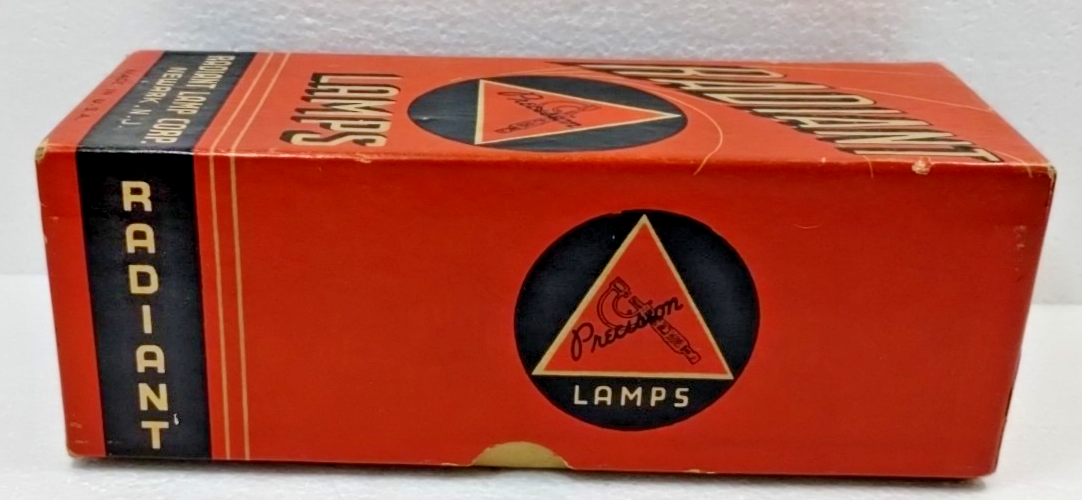 RADIANT
LAMPS
Precision
RADIANT LAMP CORP.
NEWARK, N.J.
MADE IN U.S.A.
RADIANT
Precision
LAMPS